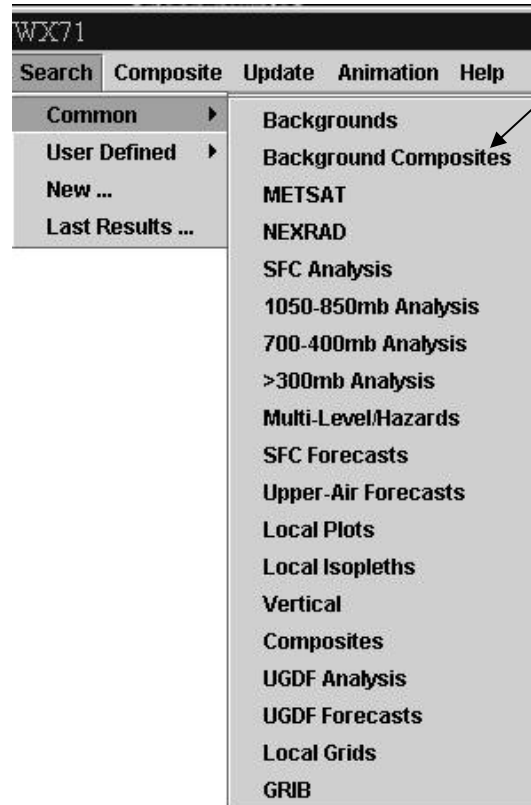 WX71
Search Composite Update Animation Help
Common
User Defined
New ...
Last Results ...
Backgrounds
Background Composites
METSAT
NEXRAD
SFC Analysis
1050-850mb Analysis
700-400mb Analysis
>300mb Analysis
Multi-Level/Hazards
SFC Forecasts
Upper-Air Forecasts
Local Plots
Local Isopleths
Vertical
Composites
UGDF Analysis
UGDF Forecasts
Local Grids
GRIB